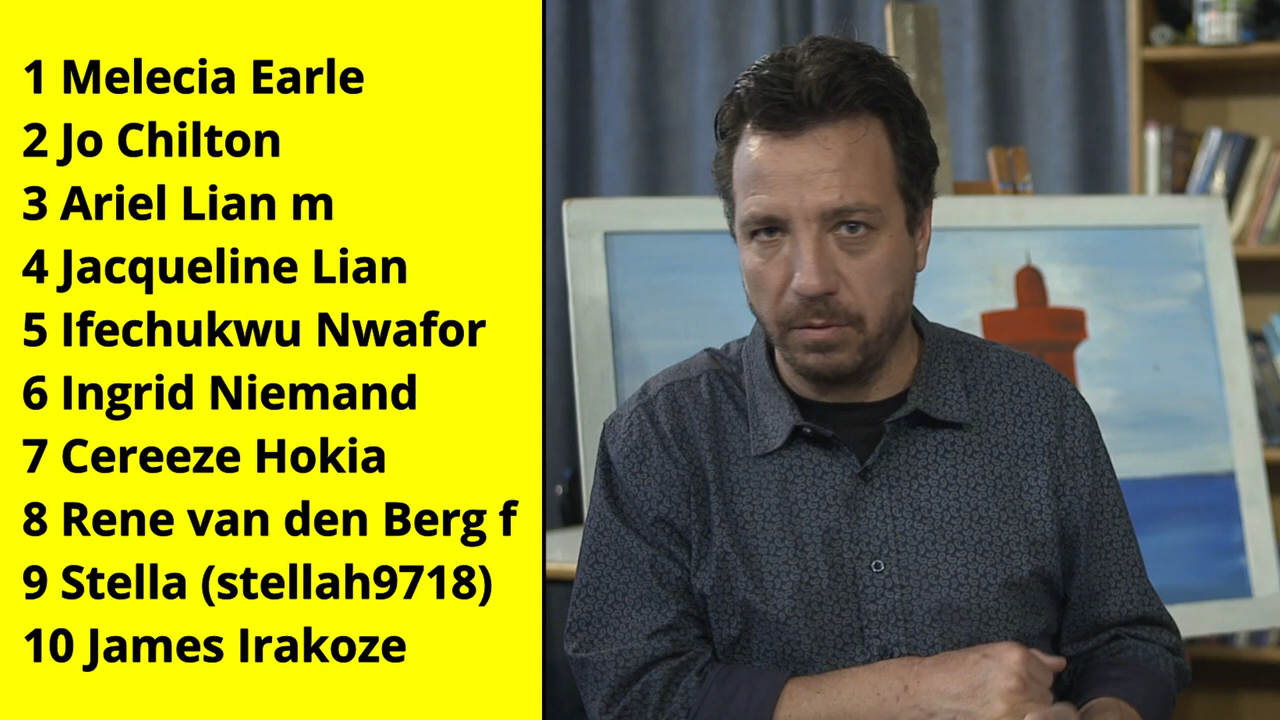 1 Melecia Earle
2 Jo Chilton
3 Ariel Lian m
4 Jacqueline Lian
5 Ifechukwu Nwafor
6 Ingrid Niemand
7 Cereeze Hokia
8 Rene van den Berg f
9 Stella (stellah9718)
10 James Irakoze